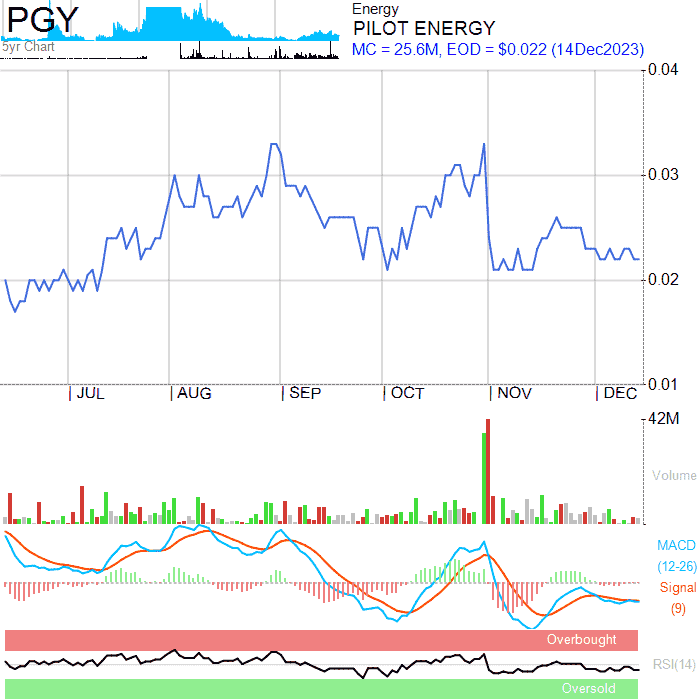 PGY
5yr Chart
Energy
PILOT ENERGY
MC = 25.6M, EOD = $0.022 (14Dec2023)
0.04
0.03
0.02
0.01
JUL AUG SEP OCT NOV DEC
42M
Volume
MACD
(12-26)
Signal
(9)
Overbought
RSI(14)
Oversold